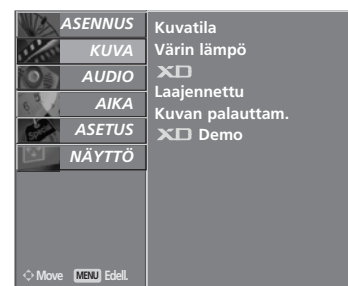 ASENNUS
KUVA
AUDIO
AIKA
ASETUS
NÄYTTÖ
Kuvatila
Värin lämpö
XD
Laajennettu
Kuvan palauttam.
XD Demo
Move MENU Edell.